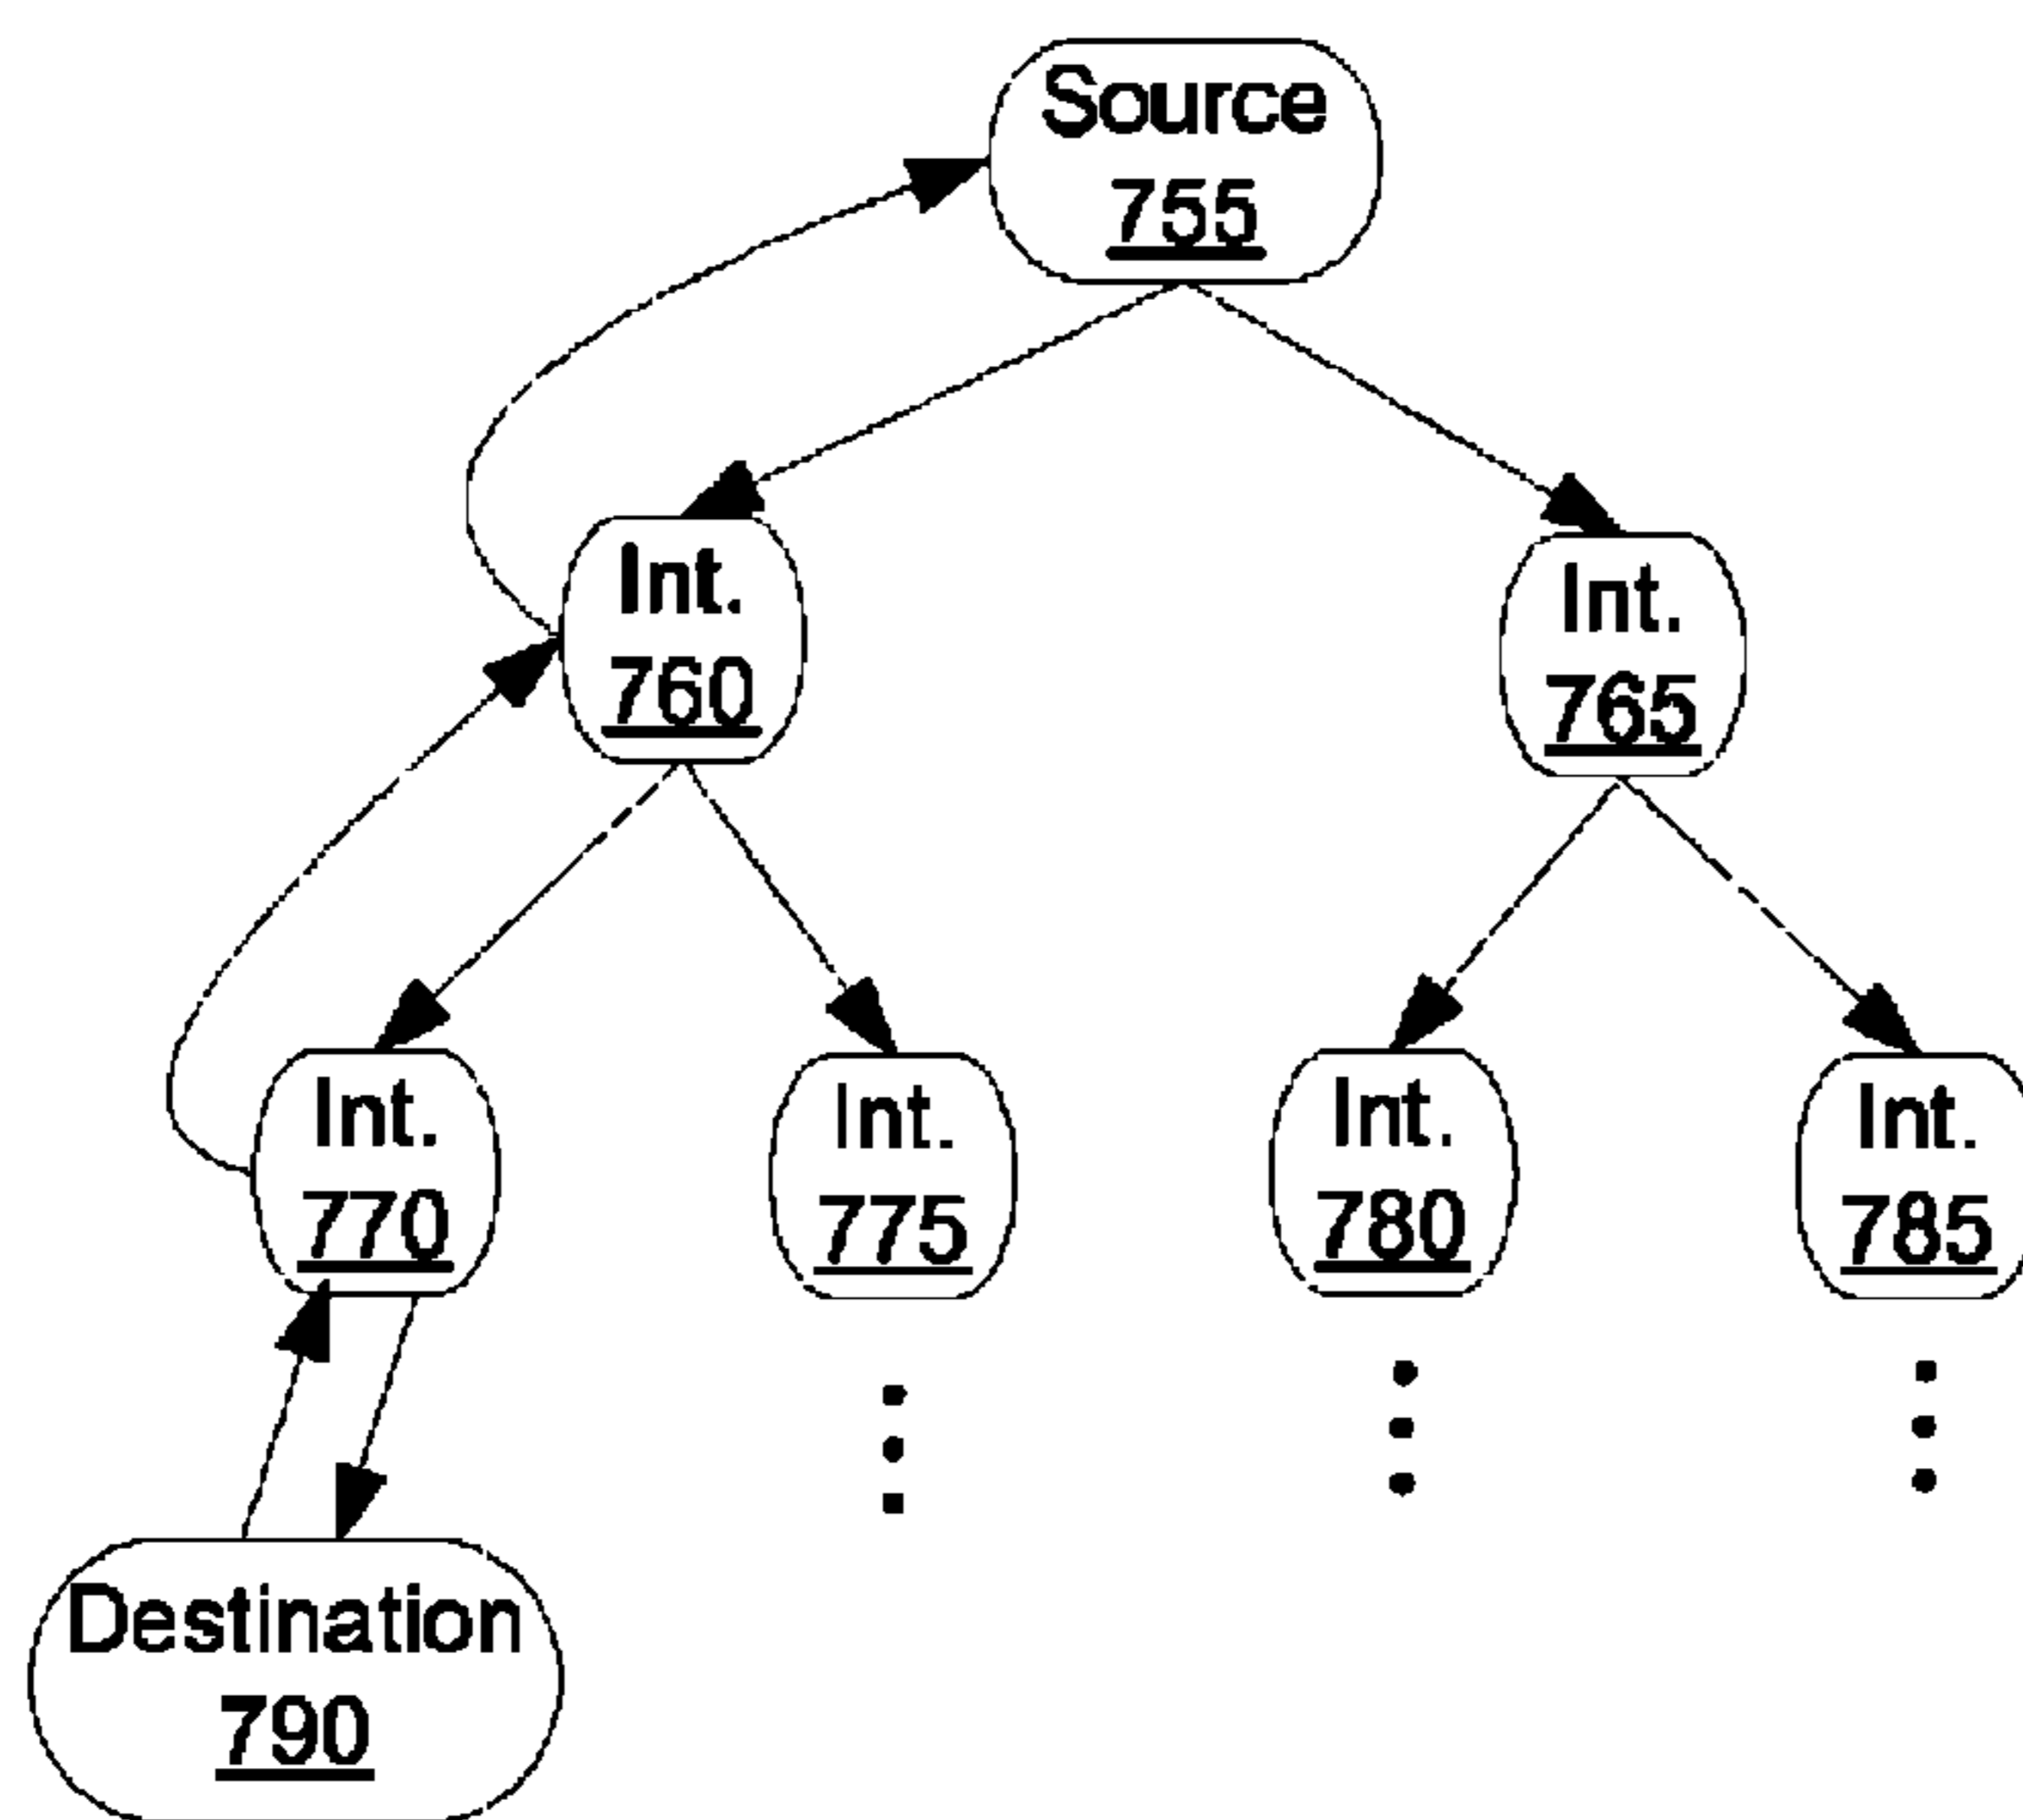 Source
755
Int.
760
Int.
765
Int.
770
Int.
775
Int.
780
Int.
785
Destination
790